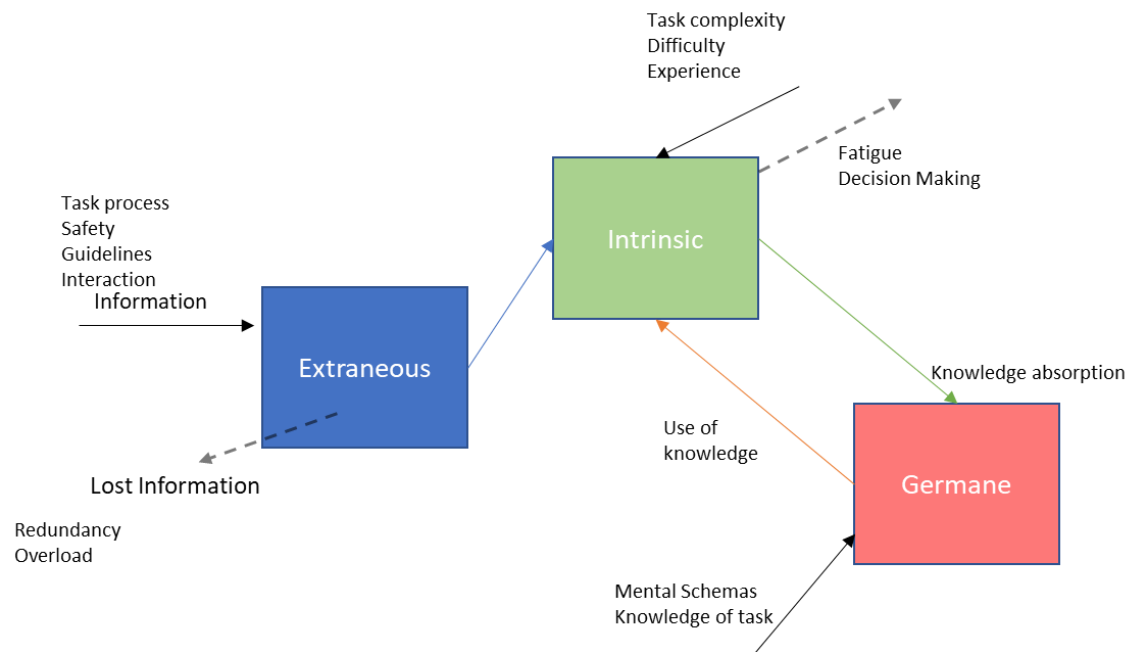 Task complexity
Difficulty
Experience
Fatigue
Decision Making
Task process
Safety
Guidelines
Interaction
Information
Intrinsic
Extraneous
Knowledge absorption
Use of
knowledge
Germane
Lost Information
Redundancy
Overload
Mental Schemas
Knowledge of task